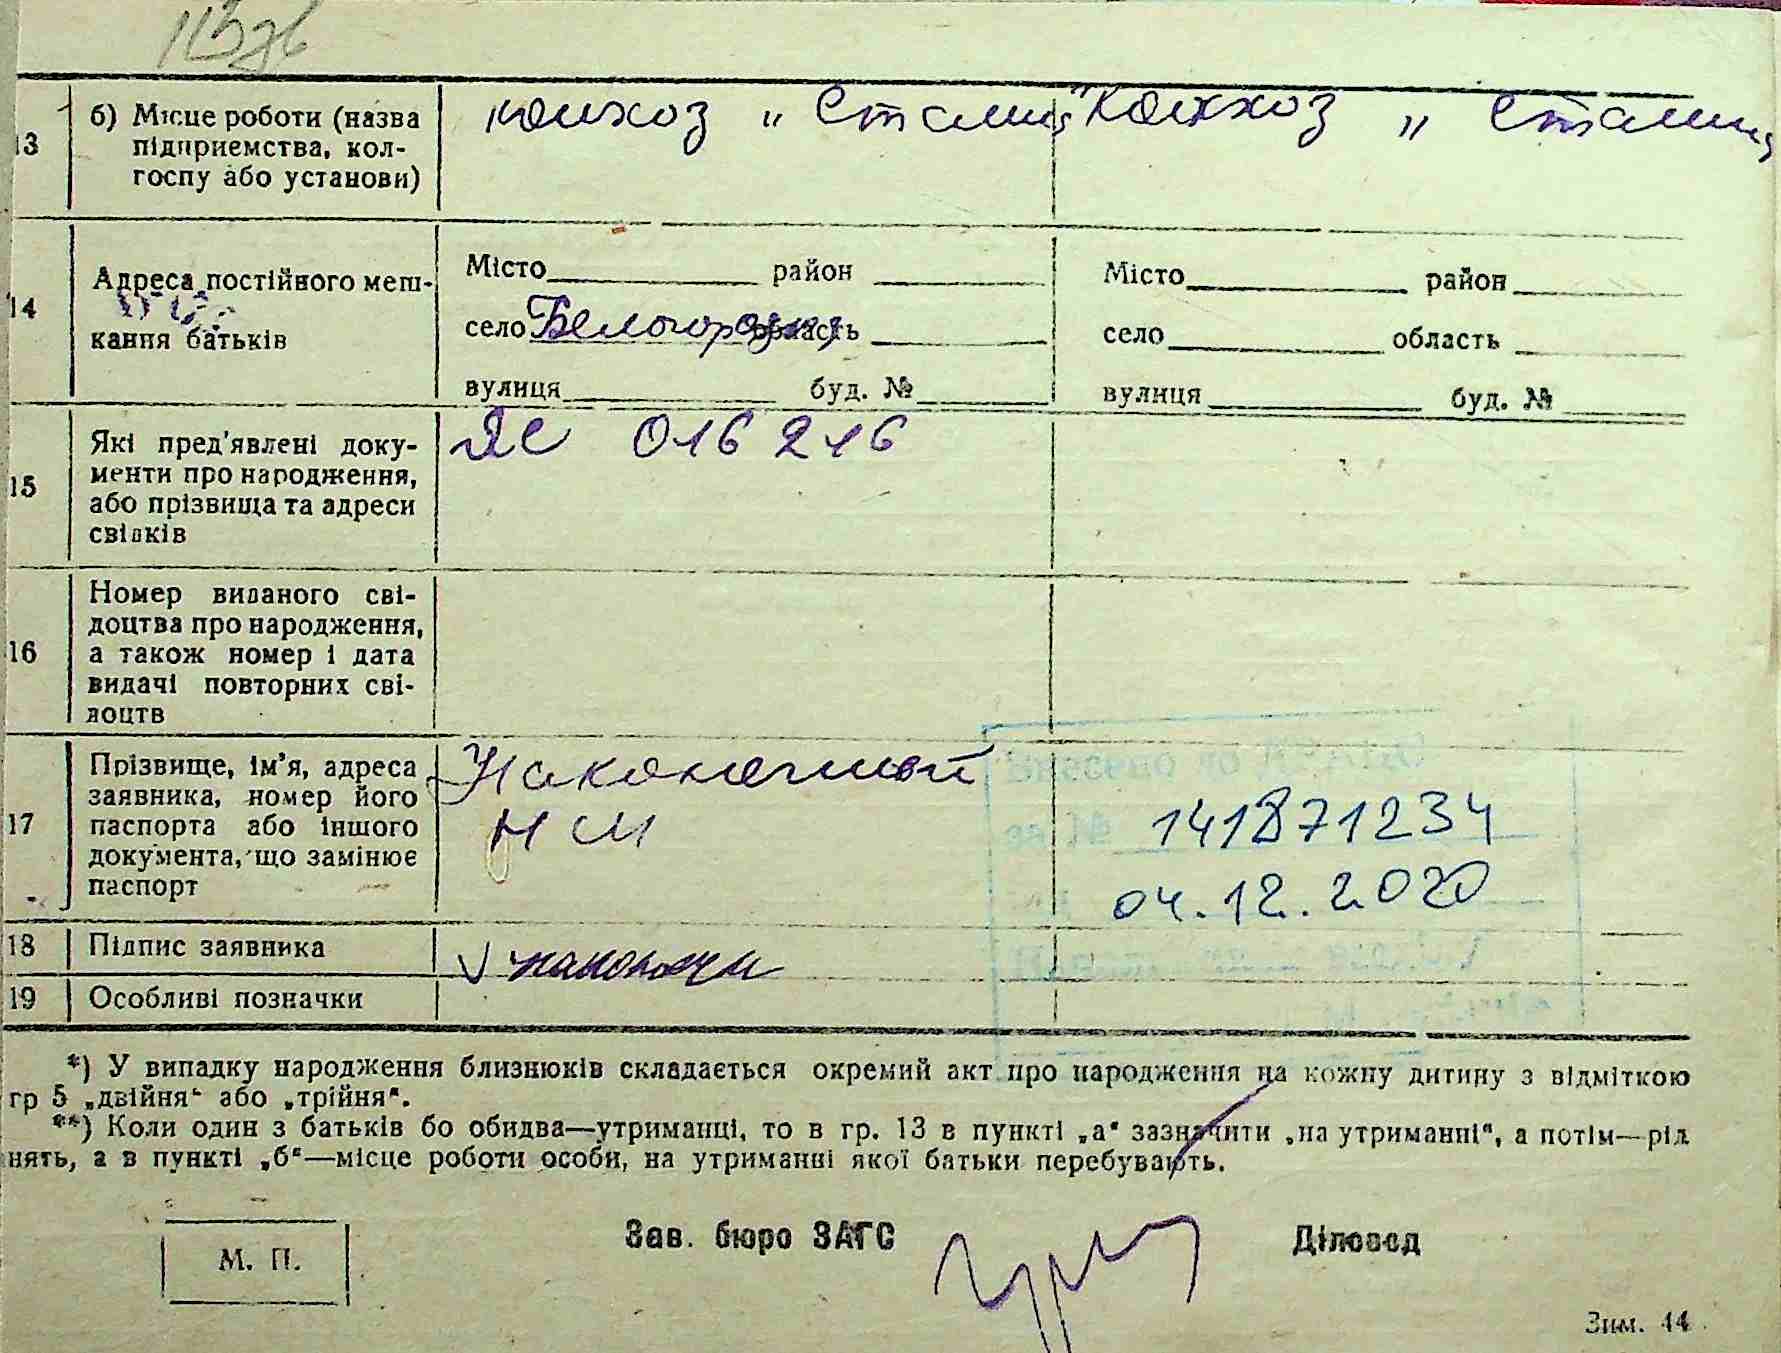 13 б) Місце роботи (назва підприємства, колгоспу або установи)
колхоз „ Сталин" Колхоз „ Сталин
14 Адреса постійного мешкання батьків
Місто район
село Белогородка область
вулиця буд. №
Місто район
село область
вулиця буд. №
15 Які пред'явлені документи про народження, або прізвища та адреси свідків
ЯС 016216
16 Номер виданого свідоцтва про народження, а також номер і дата видачі повторних свідоцтв
17 Прізвище, ім'я, адреса заявника, номер його паспорта або іншого документа, що замінює паспорт
Наконечный
Н М
141871234
04.12.2020
18 Підпис заявника
19 Особливі позначки
*) У випадку народження близнюків складається окремий акт про народження на кожну дитину з відміткою
гр 5 „двійня“ або „трійня“.
**) Коли один з батьків бо обидва—утриманці, то в гр. 13 в пункті „а“ зазначити „на утриманні“, а потім—рід
нять, а в пункті „б“—місце роботи особи, на утриманні якої батьки перебувають.
М. П.
Зав. бюро ЗАГС
Діловод
Зам. 44